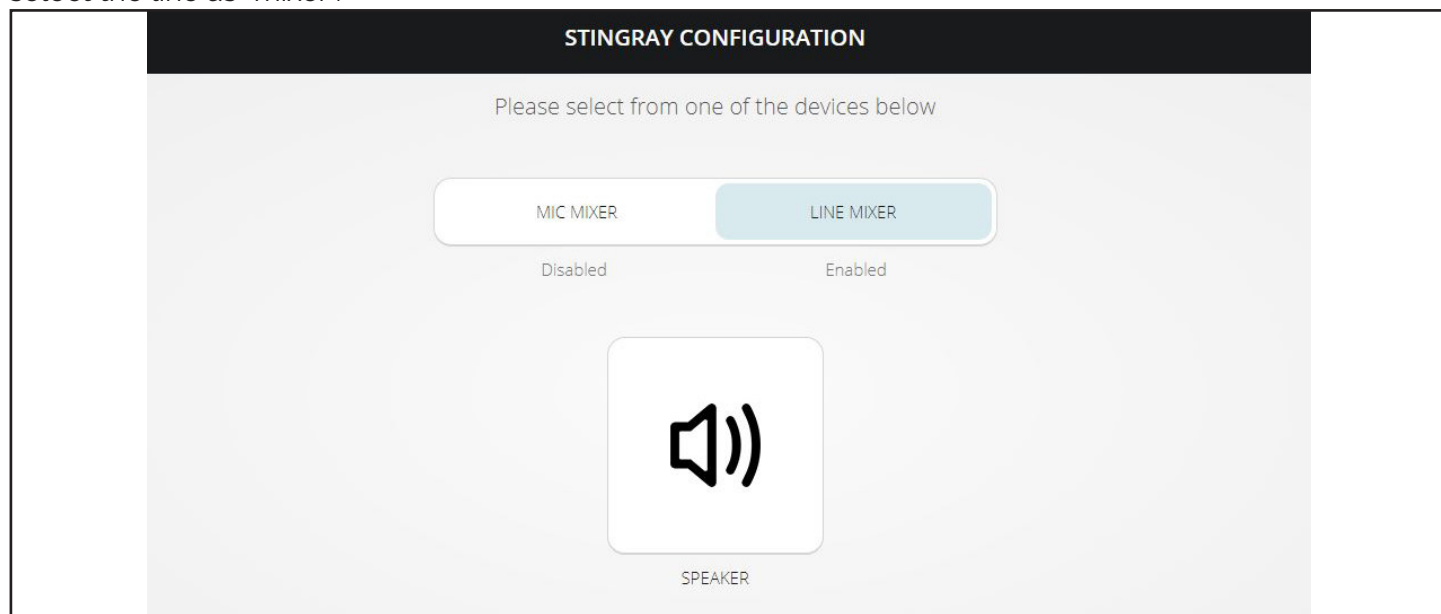 STINGRAY CONFIGURATION
Please select from one of the devices below
MIC MIXER LINE MIXER
Disabled Enabled
SPEAKER